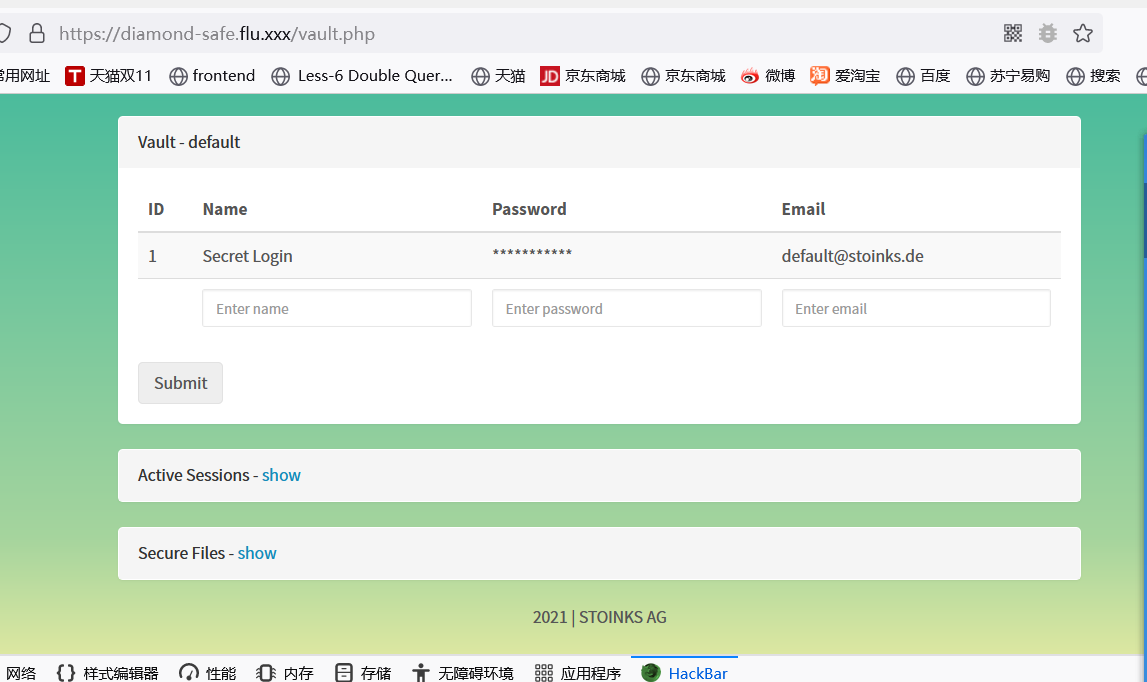 https://diamond-safe.flu.xxx/vault.php
常用网址 T 天猫双11 frontend Less-6 Double Quer... 天猫 JD 京东商城 京东商城 微博 淘 爱淘宝 百度 苏宁易购 搜索
Vault - default
ID Name Password Email
1 Secret Login *********** default@stoinks.de
Enter name Enter password Enter email
Submit
Active Sessions - show
Secure Files - show
2021 | STOINKS AG
网络 {} 样式编辑器 性能 内存 存储 无障碍环境 应用程序 HackBar